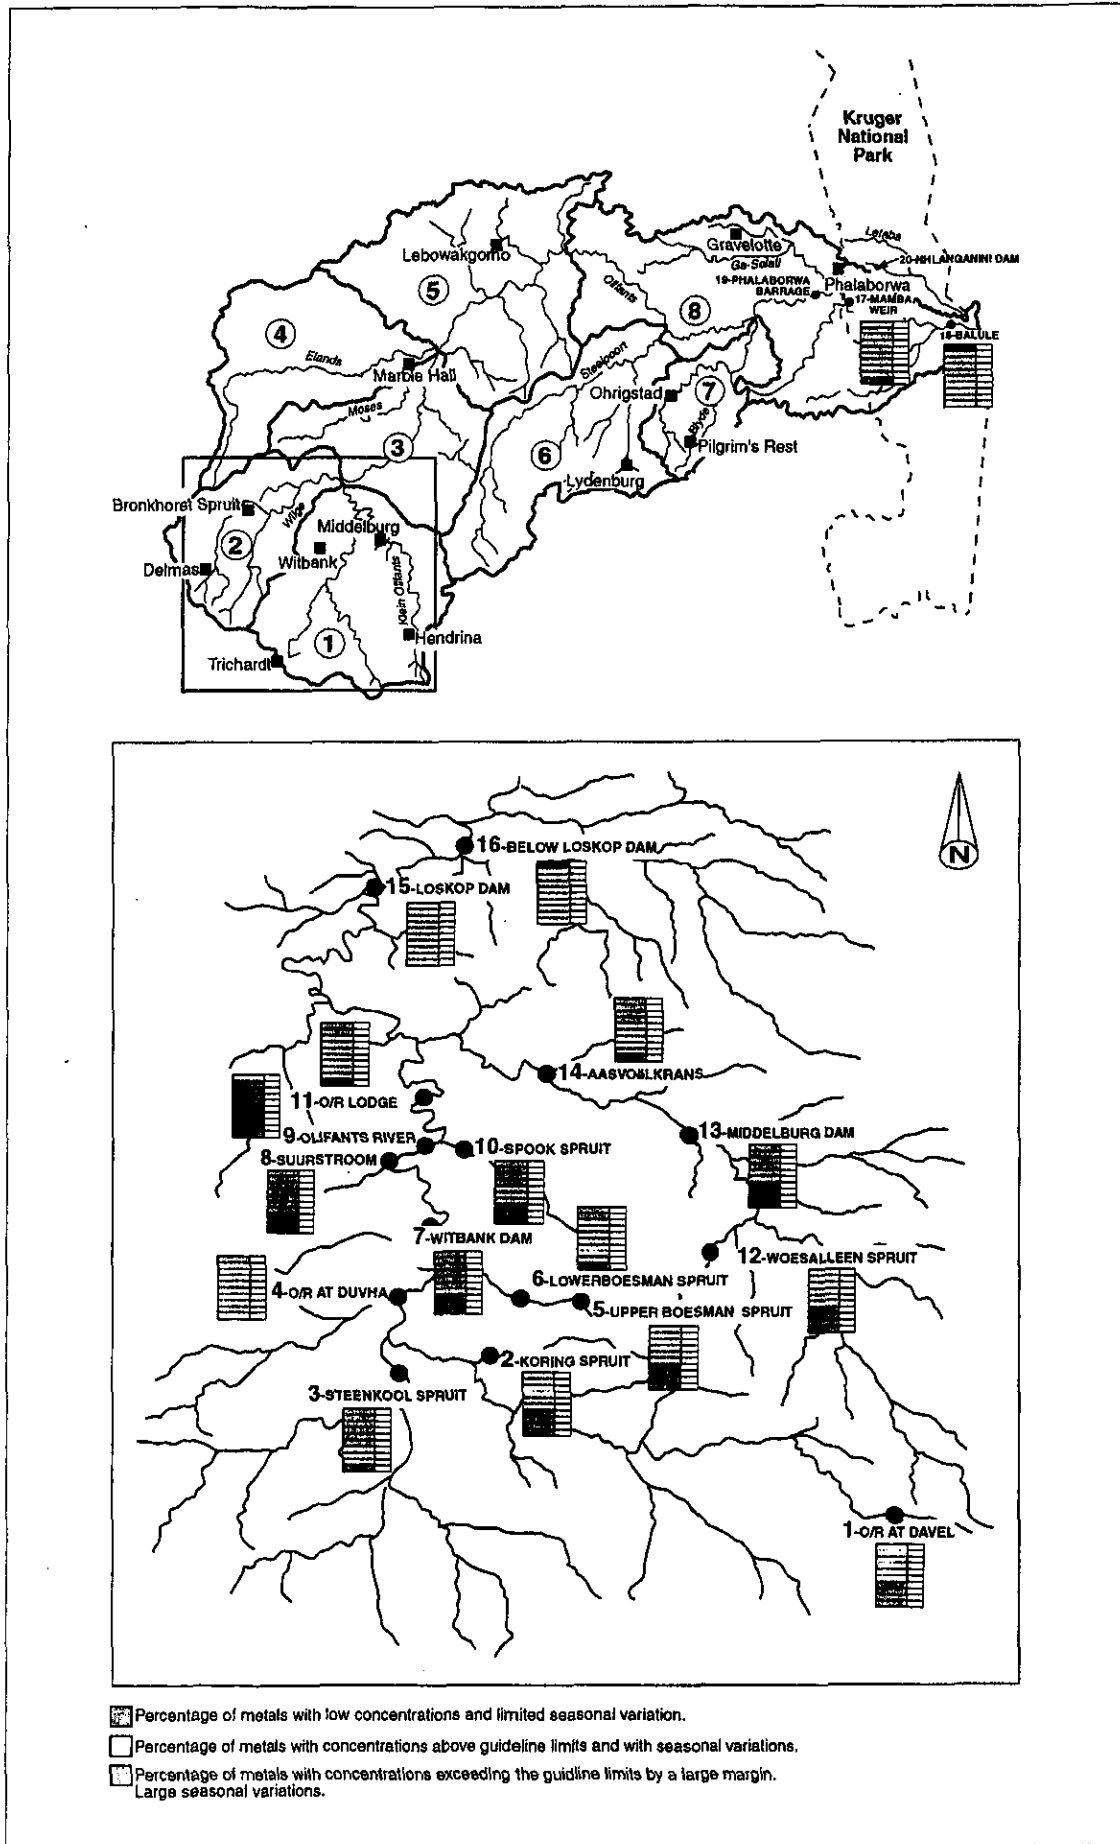 Kruger
National
Park
Letaba
Gravelotte
Lebowakgomo
Ga-Selati
20-NHLANGANINI DAM
19-PHALABORWA
BARRAGE
Phalaborwa
17-MAMBA
WEIR
Olifants
5
8
4
18-BALULE
Elands
Steelpoort
Marble Hall
Ohrigstad
7
Moses
Blyde
3
6
Pilgrim's Rest
Lydenburg
Bronkhorst Spruit
Wilge
Middelburg
2
Witbank
Delmas
Klein Olifants
1
Hendrina
Trichardt
N
16-BELOW LOSKOP DAM
15-LOSKOP DAM
14-AASVOëLKRANS
11-O/R LODGE
13-MIDDELBURG DAM
9-OLIFANTS RIVER
10-SPOOK SPRUIT
8-SUURSTROOM
7-WITBANK DAM
12-WOESALLEEN SPRUIT
6-LOWERBOESMAN SPRUIT
4-O/R AT DUVHA
5-UPPER BOESMAN SPRUIT
2-KORING SPRUIT
3-STEENKOOL SPRUIT
1-O/R AT DAVEL
Percentage of metals with low concentrations and limited seasonal variation.
Percentage of metals with concentrations above guideline limits and with seasonal variations.
Percentage of metals with concentrations exceeding the guidline limits by a large margin.
Large seasonal variations.